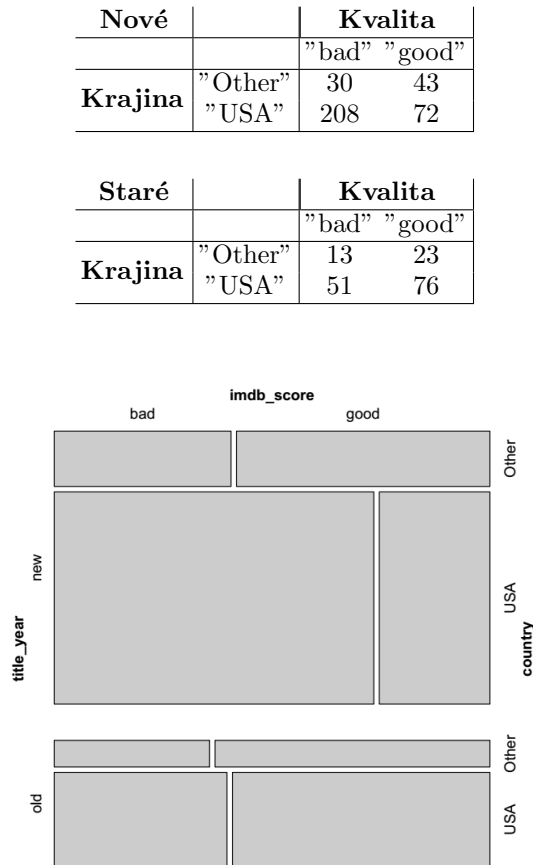 Nové Kvalita
"bad" "good"
Krajina "Other" 30 43
"USA" 208 72
Staré Kvalita
"bad" "good"
Krajina "Other" 13 23
"USA" 51 76
imdb_score
bad good
Other
new USA
title_year country
Other
old USA